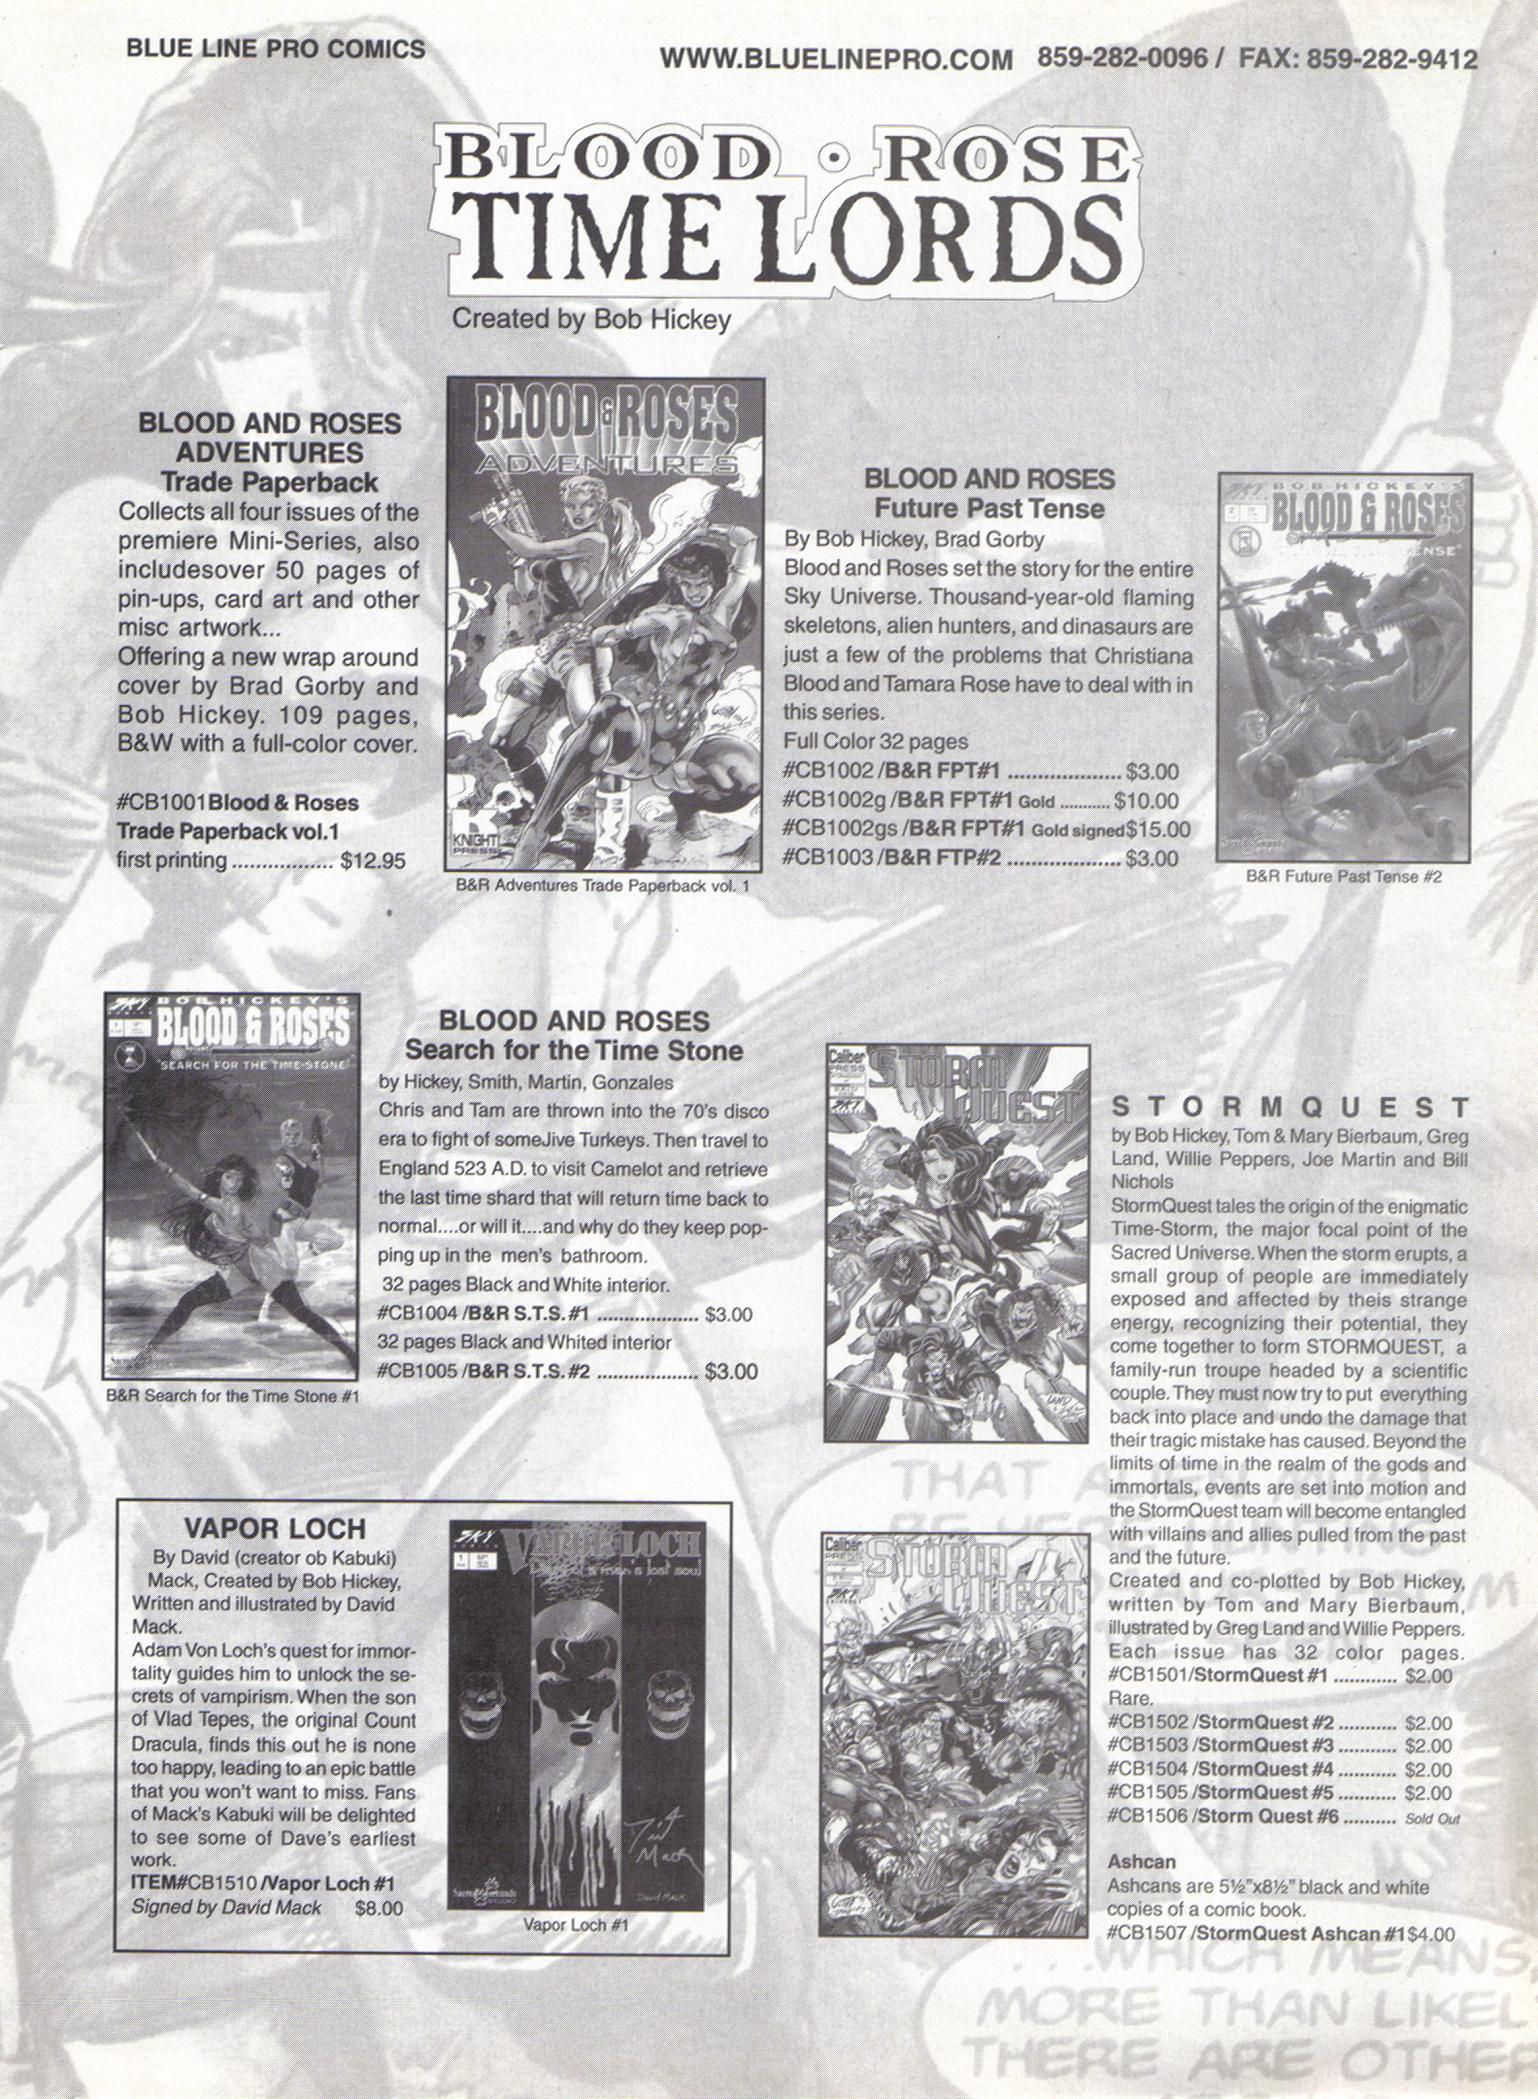 BLUE LINE PRO COMICS
WWW.BLUELINEPRO.COM 859-282-0096 / FAX: 859-282-9412
BLOOD • ROSE
TIME LORDS
Created by Bob Hickey
BLOOD AND ROSES
ADVENTURES
Trade Paperback
Collects all four issues of the
premiere Mini-Series, also
includesover 50 pages of
pin-ups, card art and other
misc artwork...
Offering a new wrap around
cover by Brad Gorby and
Bob Hickey. 109 pages,
B&W with a full-color cover.
#CB1001 Blood & Roses
Trade Paperback vol.1
first printing ................. $12.95
BLOOD & ROSES
ADVENTURES
KNIGHT
PRESS
B&R Adventures Trade Paperback vol. 1
BLOOD AND ROSES
Future Past Tense
By Bob Hickey, Brad Gorby
Blood and Roses set the story for the entire
Sky Universe. Thousand-year-old flaming
skeletons, alien hunters, and dinasaurs are
just a few of the problems that Christiana
Blood and Tamara Rose have to deal with in
this series.
Full Color 32 pages
#CB1002 /B&R FPT#1 ................... $3.00
#CB1002g /B&R FPT#1 Gold ........... $10.00
#CB1002gs /B&R FPT#1 Gold signed $15.00
#CB1003 /B&R FTP#2 ................... $3.00
SKY
BOB HICKEY'S
BLOOD & ROSES
B&R Future Past Tense #2
SKY
BOB HICKEY'S
BLOOD & ROSES
"SEARCH FOR THE TIME-STONE"
B&R Search for the Time Stone #1
BLOOD AND ROSES
Search for the Time Stone
by Hickey, Smith, Martin, Gonzales
Chris and Tam are thrown into the 70's disco
era to fight of someJive Turkeys. Then travel to
England 523 A.D. to visit Camelot and retrieve
the last time shard that will return time back to
normal....or will it....and why do they keep pop-
ping up in the men's bathroom.
32 pages Black and White interior.
#CB1004 /B&R S.T.S. #1 ................... $3.00
32 pages Black and Whited interior
#CB1005 /B&R S.T.S. #2 ................... $3.00
Caliber
PRESS
SKY
STORM
QUEST
STORMQUEST
by Bob Hickey, Tom & Mary Bierbaum, Greg
Land, Willie Peppers, Joe Martin and Bill
Nichols
StormQuest tales the origin of the enigmatic
Time-Storm, the major focal point of the
Sacred Universe. When the storm erupts, a
small group of people are immediately
exposed and affected by theis strange
energy, recognizing their potential, they
come together to form STORMQUEST, a
family-run troupe headed by a scientific
couple. They must now try to put everything
back into place and undo the damage that
their tragic mistake has caused. Beyond the
limits of time in the realm of the gods and
immortals, events are set into motion and
the StormQuest team will become entangled
with villains and allies pulled from the past
and the future.
Created and co-plotted by Bob Hickey,
written by Tom and Mary Bierbaum,
illustrated by Greg Land and Willie Peppers.
Each issue has 32 color pages.
#CB1501/StormQuest #1 ............ $2.00
Rare.
#CB1502 /StormQuest #2 ........... $2.00
#CB1503 /StormQuest #3 ........... $2.00
#CB1504 /StormQuest #4 ........... $2.00
#CB1505 /StormQuest #5 ........... $2.00
#CB1506 /Storm Quest #6 .......... Sold Out
Ashcan
Ashcans are 5½"x8½" black and white
copies of a comic book.
#CB1507 /StormQuest Ashcan #1 $4.00
Caliber
PRESS
SKY
STORM
QUEST
VAPOR LOCH
By David (creator ob Kabuki)
Mack, Created by Bob Hickey,
Written and illustrated by David
Mack.
Adam Von Loch's quest for immor-
tality guides him to unlock the se-
crets of vampirism. When the son
of Vlad Tepes, the original Count
Dracula, finds this out he is none
too happy, leading to an epic battle
that you won't want to miss. Fans
of Mack's Kabuki will be delighted
to see some of Dave's earliest
work.
ITEM#CB1510 /Vapor Loch #1
Signed by David Mack $8.00
SKY
VAPOR LOCH
man's lost soul
Mack
David Mack
Vapor Loch #1
THAT
...WHICH MEANS,
MORE THAN LIKEL
THERE ARE OTHER